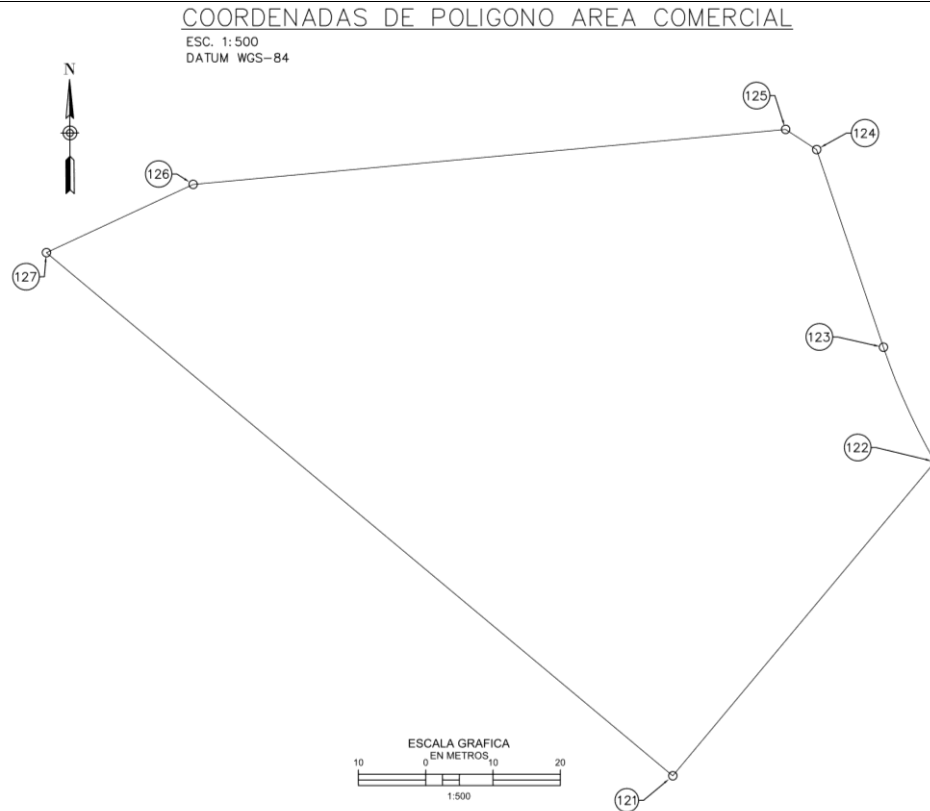 COORDENADAS DE POLIGONO AREA COMERCIAL
ESC. 1:500
DATUM WGS-84
N
125
124
126
127
123
122
ESCALA GRAFICA
EN METROS
10 0 10 20
1:500
121